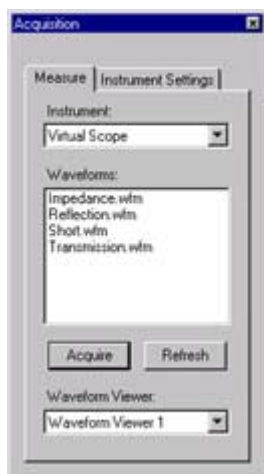 Acquisition
Measure
Instrument Settings
Instrument:
Virtual Scope
Waveforms:
Impedance.wfm
Reflection.wfm
Short.wfm
Transmission.wfm
Acquire
Refresh
Waveform Viewer:
Waveform Viewer 1